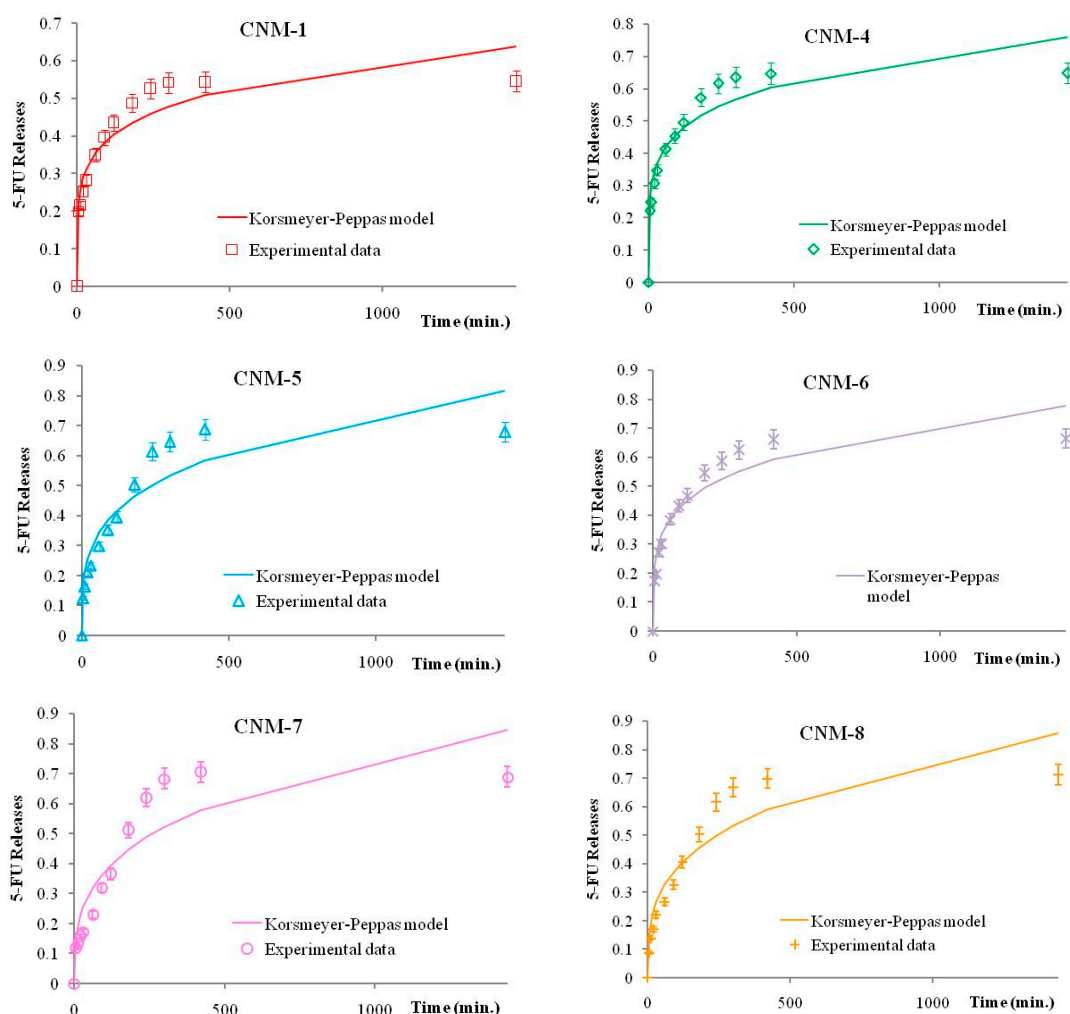 CNM-1
0.7
0.6
0.5
0.4
0.3
0.2
0.1
0
5-FU Releases
Korsmeyer-Peppas model
Experimental data
0
500
1000
Time (min.)
CNM-4
0.8
0.7
0.6
0.5
0.4
0.3
0.2
0.1
0
5-FU Releases
Korsmeyer-Peppas model
Experimental data
0
500
1000
Time (min.)
CNM-5
0.9
0.8
0.7
0.6
0.5
0.4
0.3
0.2
0.1
0
5-FU Releases
Korsmeyer-Peppas model
Experimental data
0
500
1000
Time (min.)
CNM-6
0.9
0.8
0.7
0.6
0.5
0.4
0.3
0.2
0.1
0
5-FU Releases
Korsmeyer-Peppas
model
0
500
1000
Time (min.)
CNM-7
0.9
0.8
0.7
0.6
0.5
0.4
0.3
0.2
0.1
0
5-FU Releases
Korsmeyer-Peppas model
Experimental data
0
500
1000
Time (min.)
CNM-8
0.9
0.8
0.7
0.6
0.5
0.4
0.3
0.2
0.1
0
5-FU Releases
Korsmeyer-Peppas model
Experimental data
0
500
1000
Time (min.)